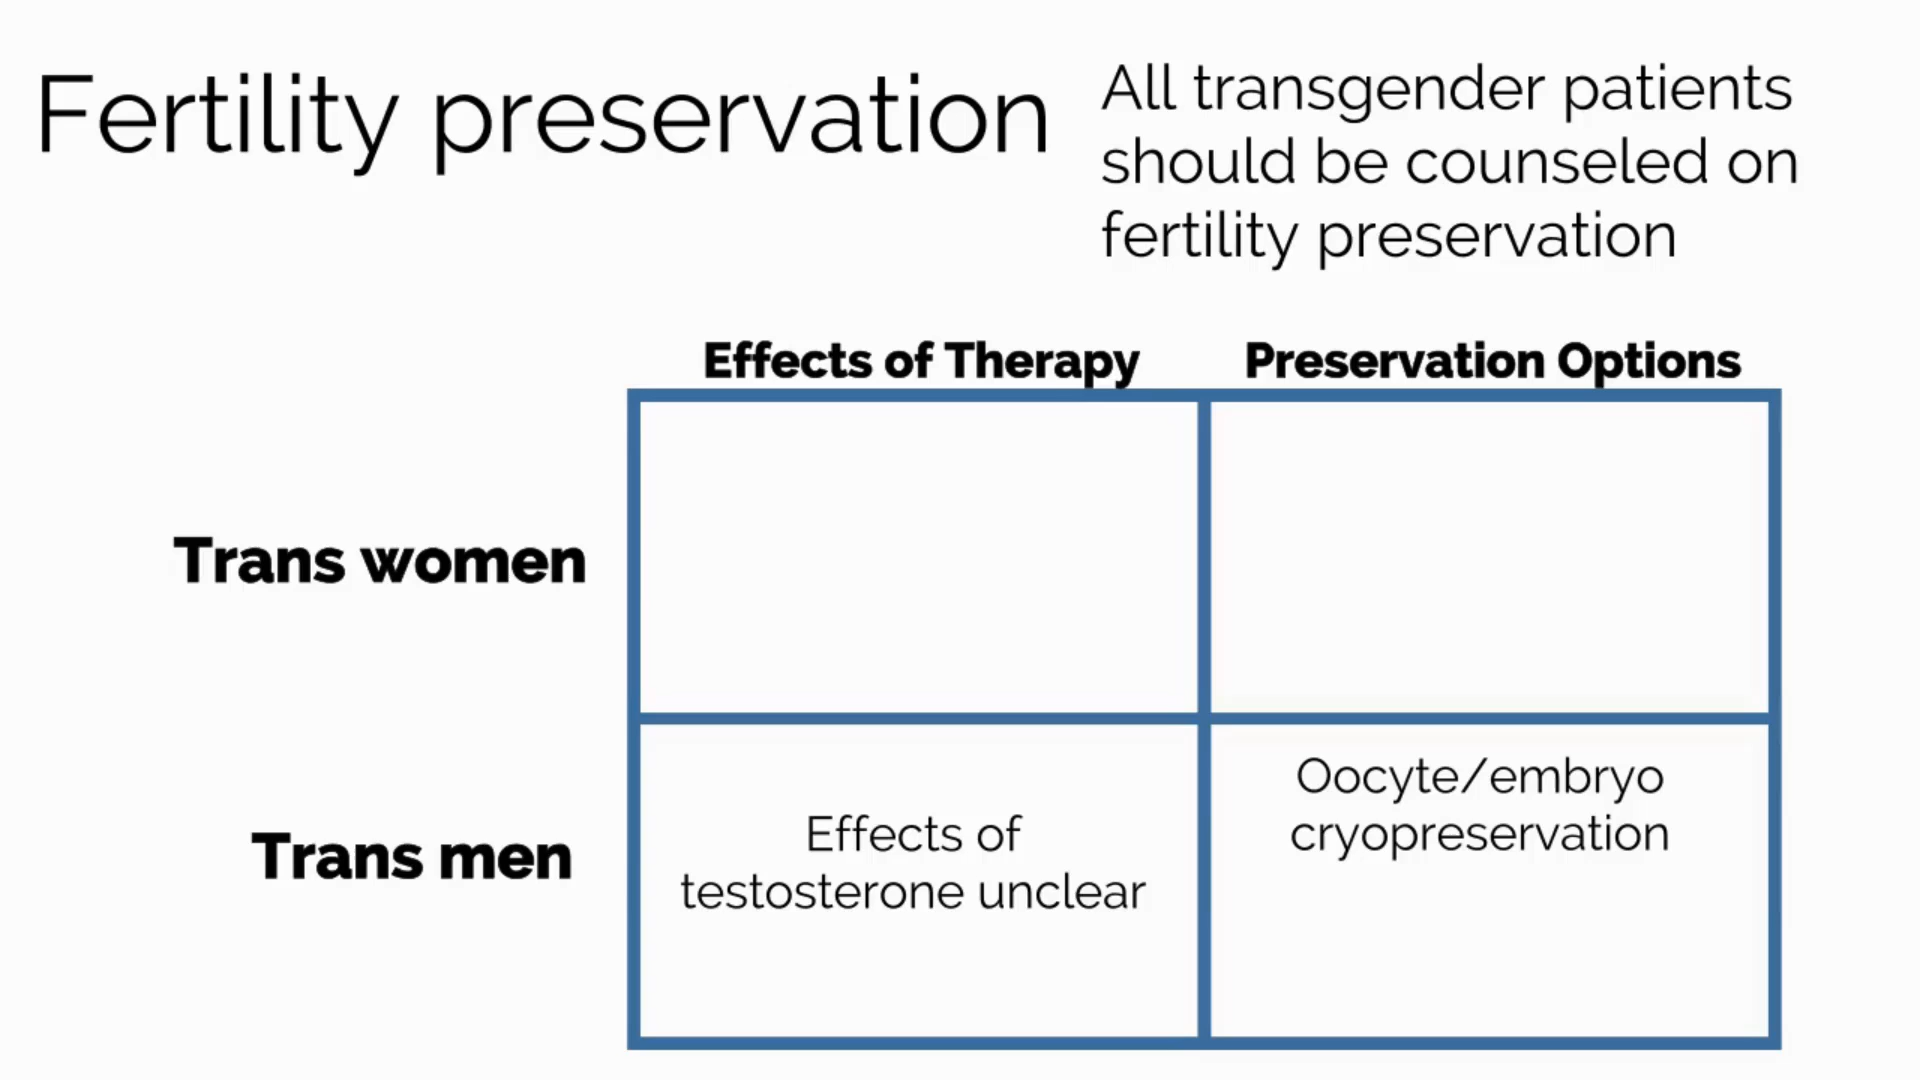 Fertility preservation
All transgender patients
should be counseled on
fertility preservation
Effects of Therapy
Preservation Options
Trans women
Trans men
Effects of
testosterone unclear
Oocyte/embryo
cryopreservation